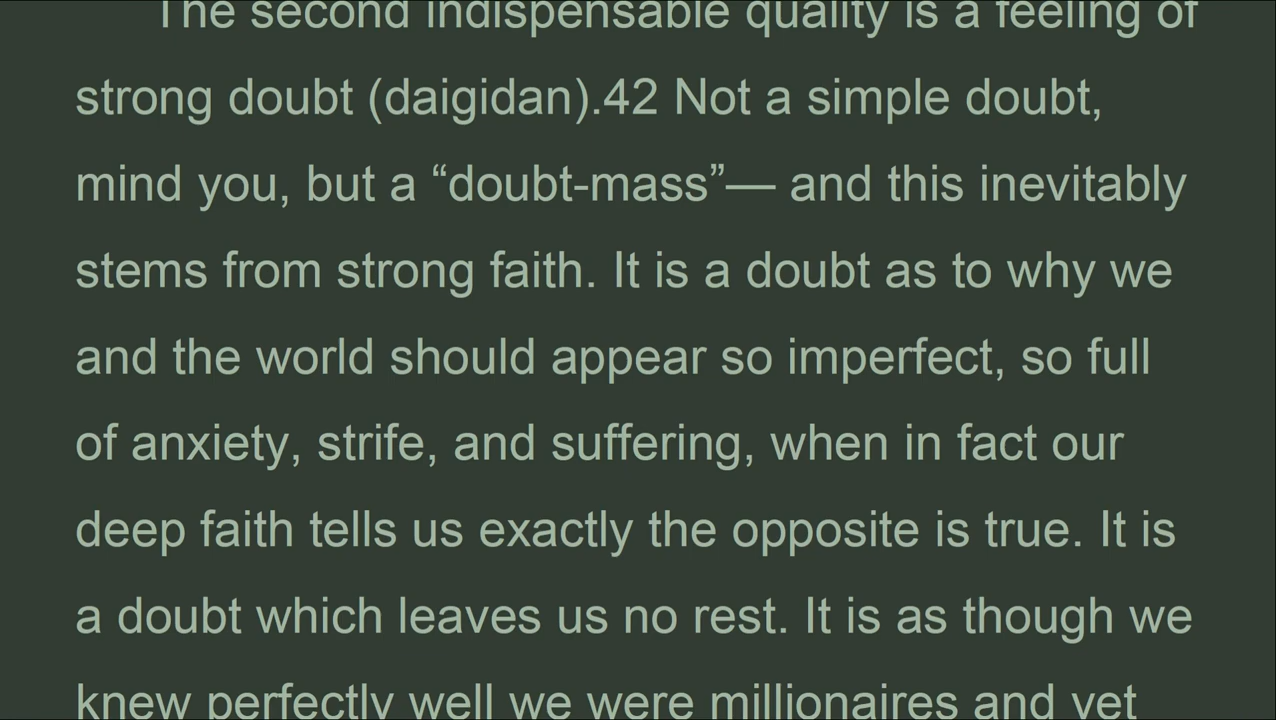 The second indispensable quality is a feeling of
strong doubt (daigidan).42 Not a simple doubt,
mind you, but a “doubt-mass”— and this inevitably
stems from strong faith. It is a doubt as to why we
and the world should appear so imperfect, so full
of anxiety, strife, and suffering, when in fact our
deep faith tells us exactly the opposite is true. It is
a doubt which leaves us no rest. It is as though we
knew perfectly well we were millionaires and yet